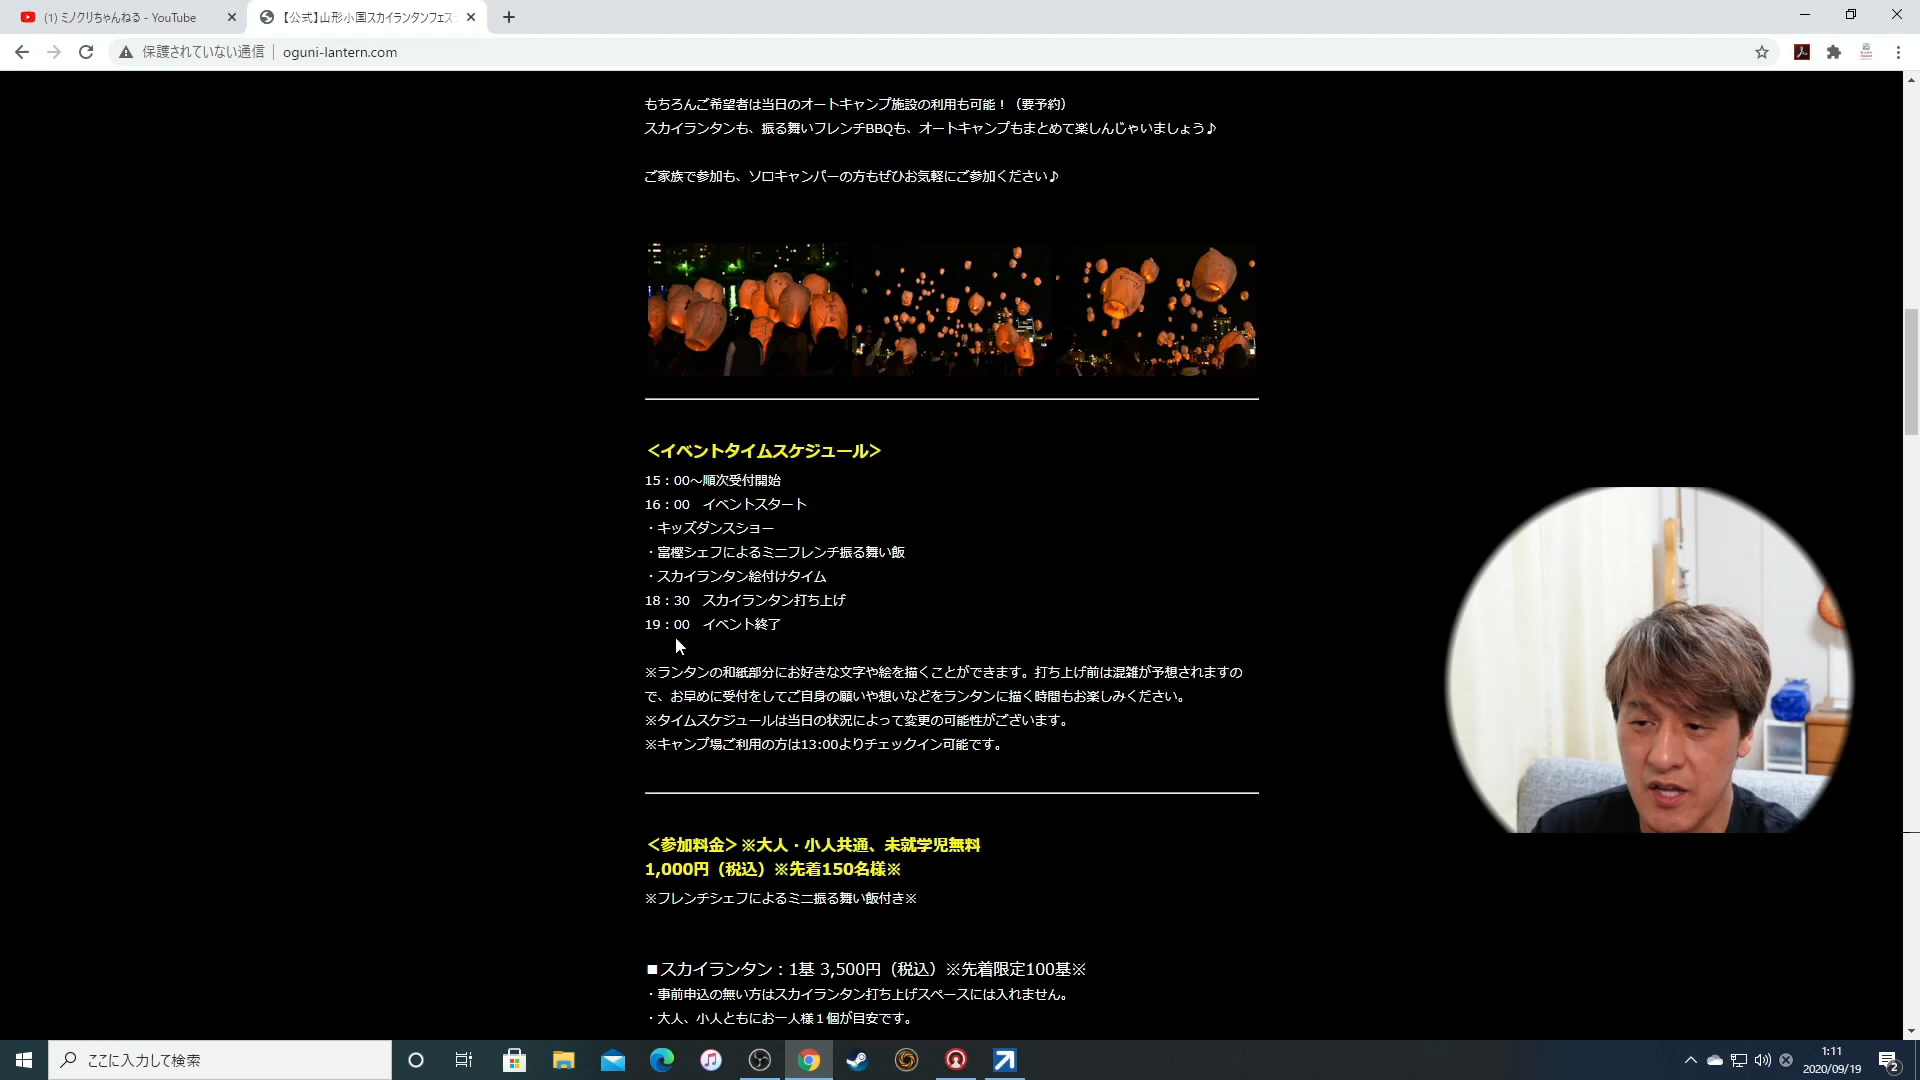 (1) ミノクリちゃんねる - YouTube
【公式】山形小国スカイランタンフェス
保護されていない通信
oguni-lantern.com
もちろんご希望者は当日のオートキャンプ施設の利用も可能！（要予約）
スカイランタンも、振る舞いフレンチBBQも、オートキャンプもまとめて楽しんじゃいましょう♪
ご家族で参加も、ソロキャンパーの方もぜひお気軽にご参加ください♪
＜イベントタイムスケジュール＞
15：00～順次受付開始
16：00　イベントスタート
・キッズダンスショー
・富樫シェフによるミニフレンチ振る舞い飯
・スカイランタン絵付けタイム
18：30　スカイランタン打ち上げ
19：00　イベント終了
※ランタンの和紙部分にお好きな文字や絵を描くことができます。打ち上げ前は混雑が予想されますの
で、お早めに受付をしてご自身の願いや想いなどをランタンに描く時間もお楽しみください。
※タイムスケジュールは当日の状況によって変更の可能性がございます。
※キャンプ場ご利用の方は13:00よりチェックイン可能です。
＜参加料金＞※大人・小人共通、未就学児無料
1,000円（税込）※先着150名様※
※フレンチシェフによるミニ振る舞い飯付き※
■スカイランタン：1基 3,500円（税込）※先着限定100基※
・事前申込の無い方はスカイランタン打ち上げスペースには入れません。
・大人、小人ともにお一人様１個が目安です。
ここに入力して検索
1:11
2020/09/19
2